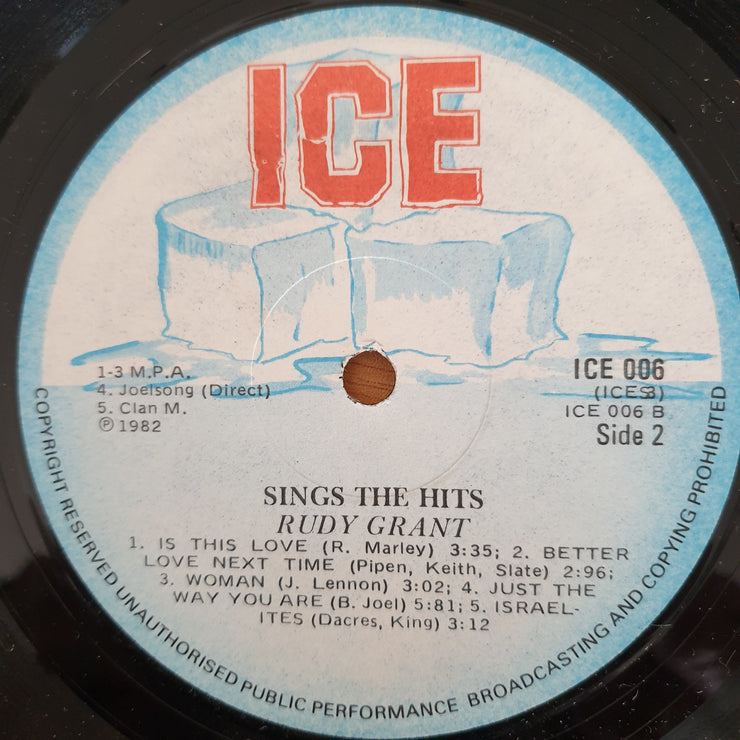 ICE
1-3 M.P.A.
4. Joelsong (Direct)
5. Clan M.
Ⓟ 1982
ICE 006
(ICES3)
ICE 006 B
Side 2
SINGS THE HITS
RUDY GRANT
1. IS THIS LOVE (R. Marley) 3:35; 2. BETTER
LOVE NEXT TIME (Pipen, Keith, Slate) 2:96;
3. WOMAN (J. Lennon) 3:02; 4. JUST THE
WAY YOU ARE (B. Joel) 5:81; 5. ISRAEL-
ITES (Dacres, King) 3:12
COPYRIGHT RESERVED UNAUTHORISED PUBLIC PERFORMANCE BROADCASTING AND COPYING PROHIBITED